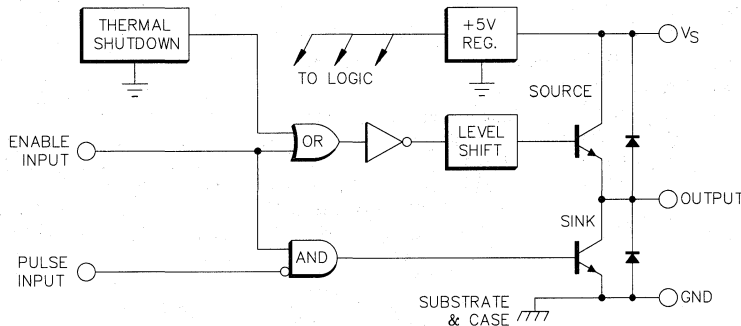 THERMAL
SHUTDOWN
+5V
REG.
VS
TO LOGIC
SOURCE
ENABLE
INPUT
OR
LEVEL
SHIFT
OUTPUT
SINK
PULSE
INPUT
AND
SUBSTRATE
& CASE
GND